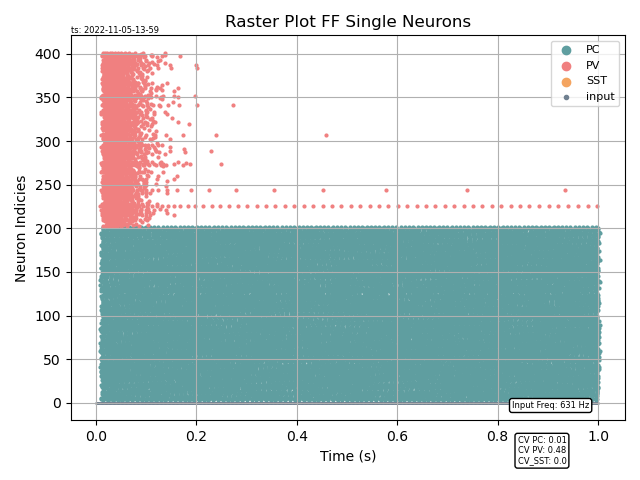 ts: 2022-11-05-13-59
Raster Plot FF Single Neurons
PC
PV
SST
input
Neuron Indicies
400
350
300
250
200
150
100
50
0
0.0 0.2 0.4 0.6 0.8 1.0
Time (s)
Input Freq: 631 Hz
CV PC: 0.01
CV PV: 0.48
CV_SST: 0.0